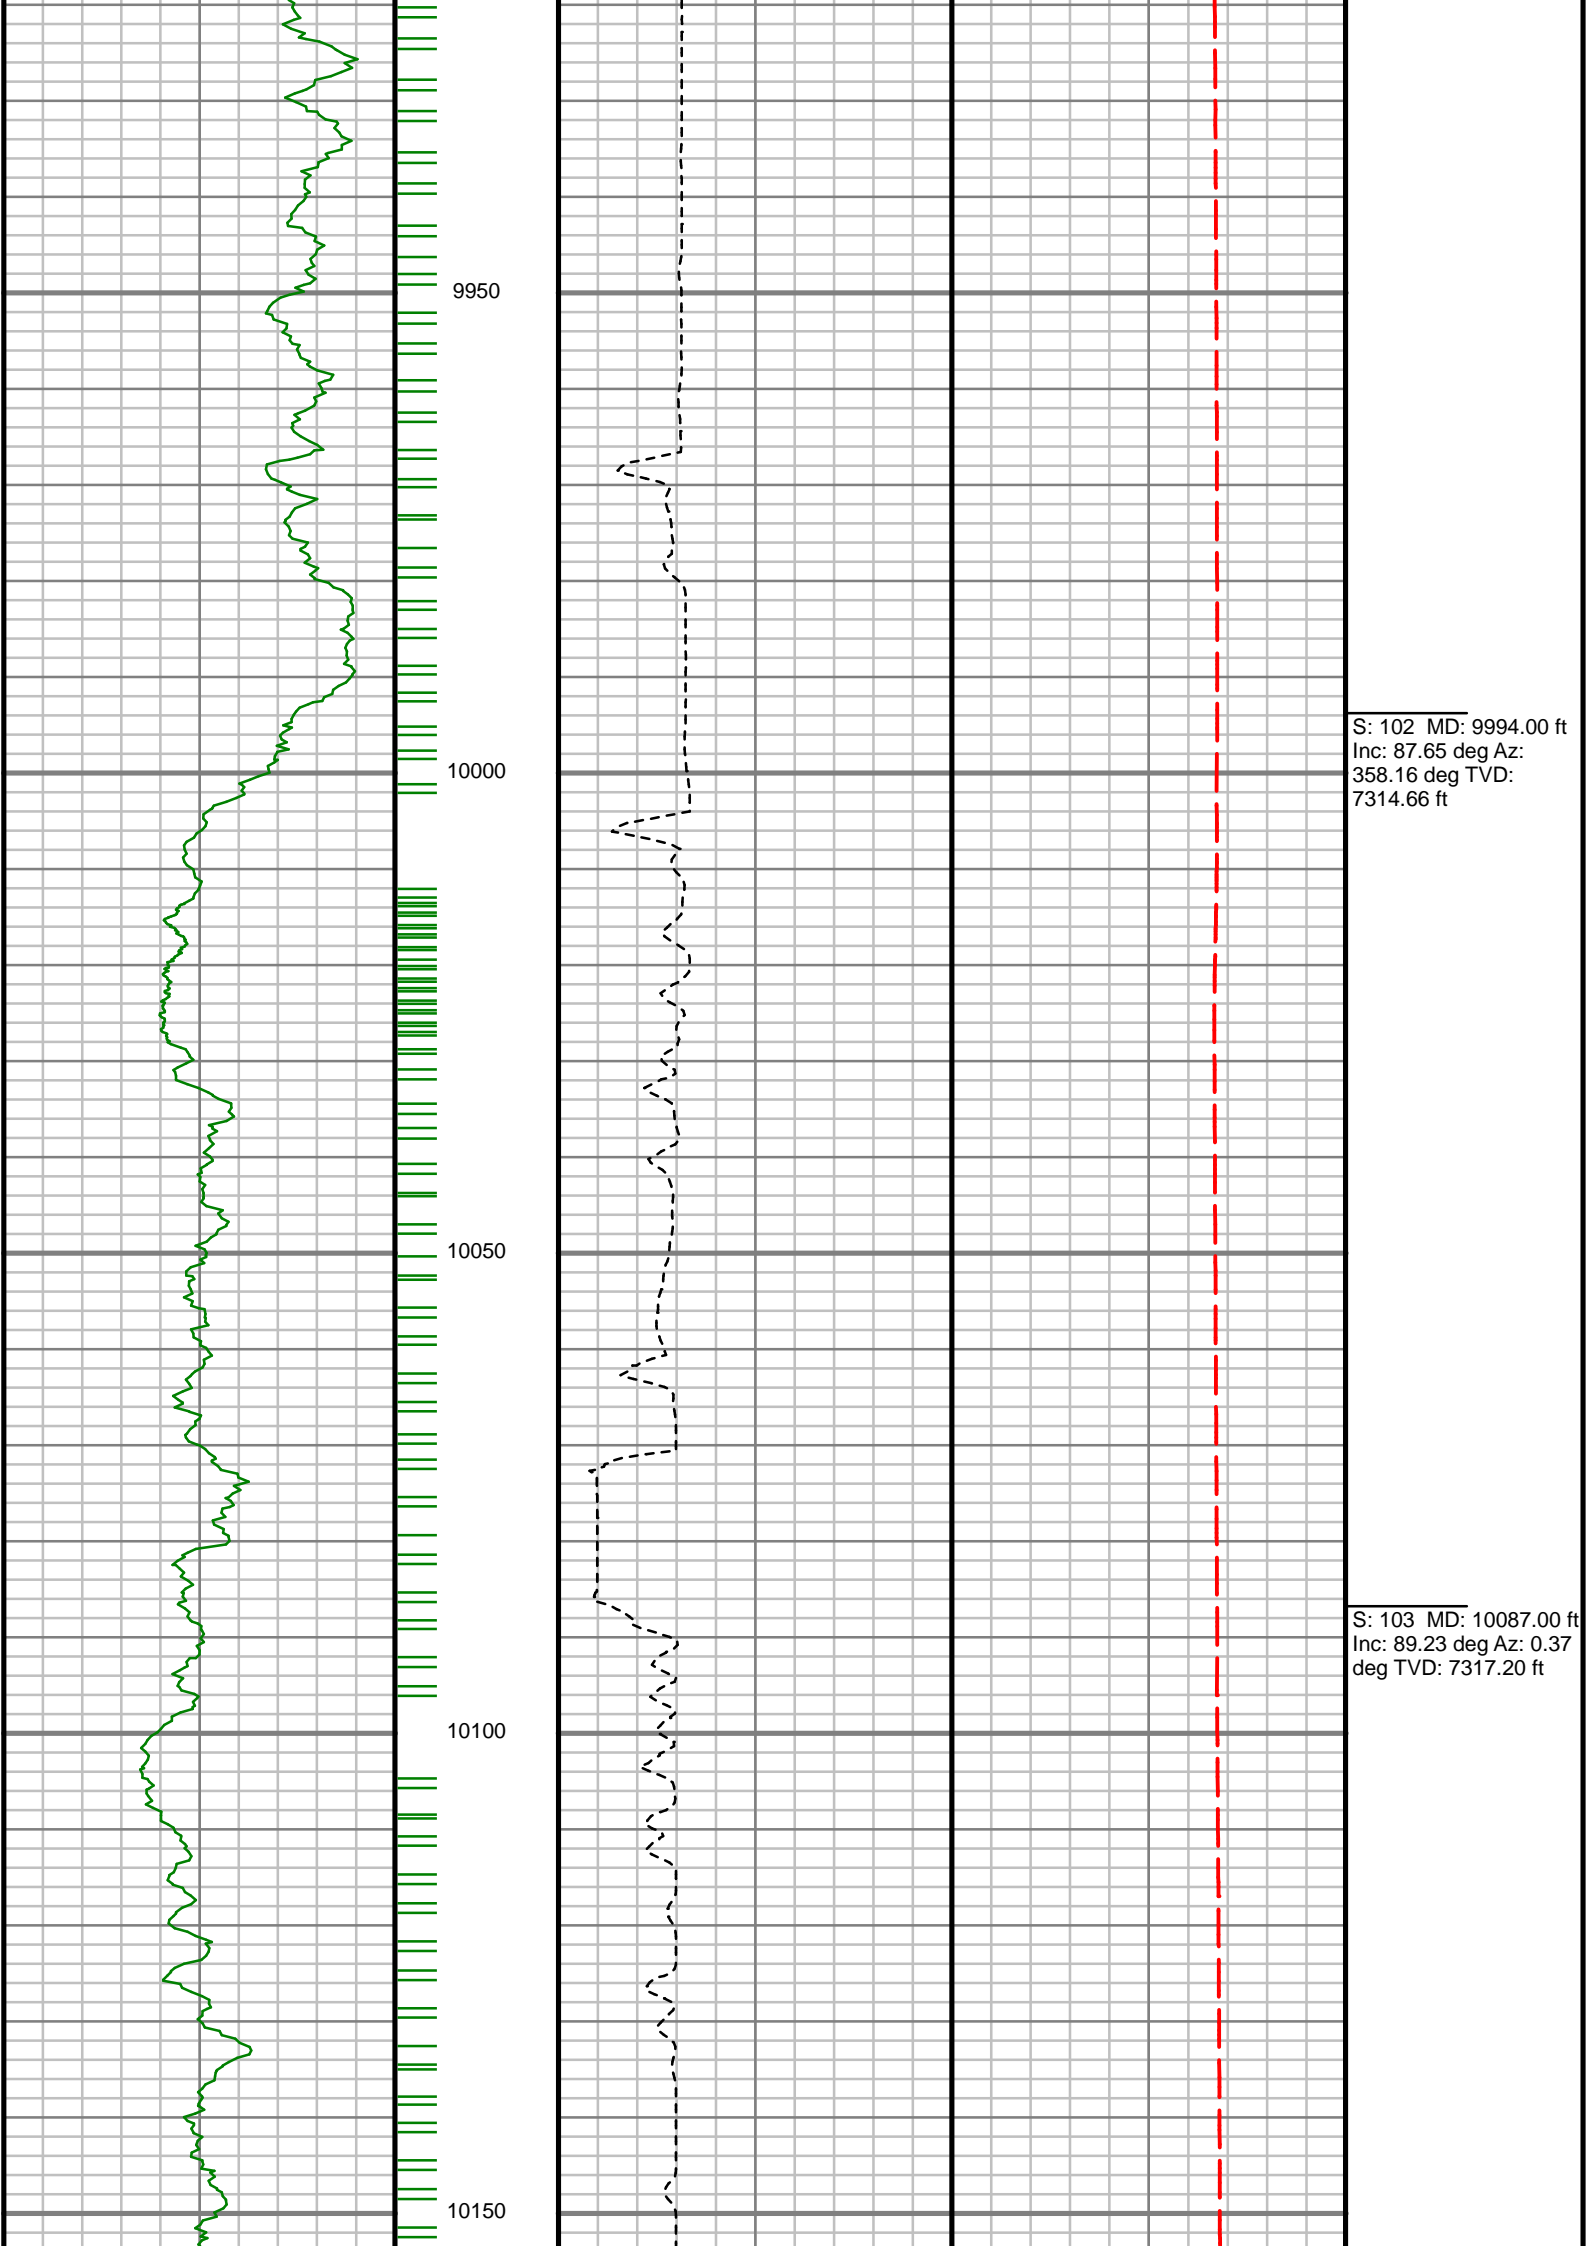 9950
S: 102 MD: 9994.00 ft
Inc: 87.65 deg Az:
358.16 deg TVD:
7314.66 ft
10000
10050
S: 103 MD: 10087.00 ft
Inc: 89.23 deg Az: 0.37
deg TVD: 7317.20 ft
10100
10150